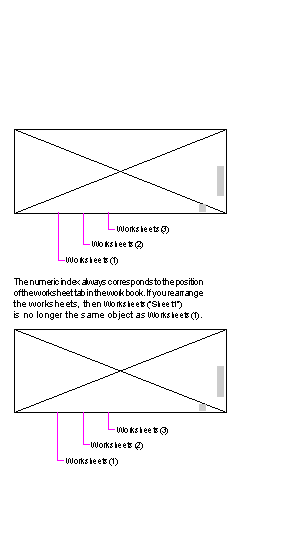 Worksheets(3)
Worksheets(2)
Worksheets(1)
The numeric index always corresponds to the position
of the worksheet tab in the workbook. If you rearrange
the worksheets, then Worksheets("Sheet1")
is no longer the same object as Worksheets(1).
Worksheets(3)
Worksheets(2)
Worksheets(1)